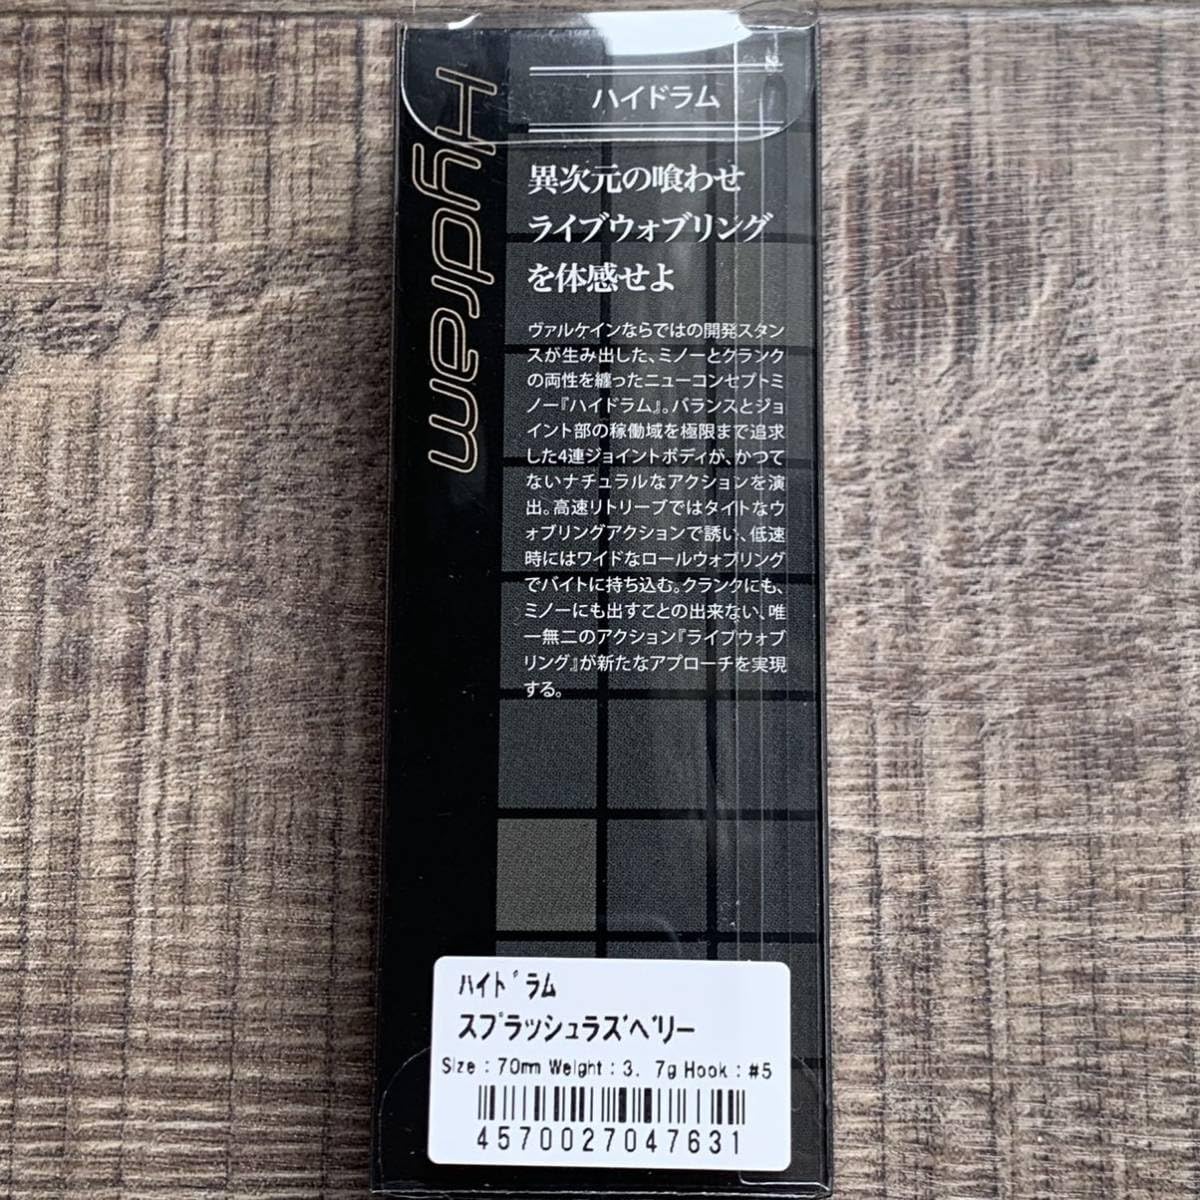 Hydram
ハイドラム
異次元の喰わせ
ライブウォブリング
を体感せよ
ヴァルケインならではの開発スタン
スが生み出した、ミノーとクランク
の両性を纏ったニューコンセプトミ
ノー『ハイドラム』。バランスとジョ
イント部の稼働域を極限まで追求
した4連ジョイントボディが、かつて
ないナチュラルなアクションを演
出。高速リトリーブではタイトなウ
ォブリングアクションで誘い、低速
時にはワイドなロールウォブリング
でバイトに持ち込む。クランクにも、
ミノーにも出すことの出来ない、唯
一無二のアクション『ライブウォブ
リング』が新たなアプローチを実現
する。
ﾊｲﾄﾞﾗﾑ
ｽﾌﾟﾗｯｼｭﾗｽﾞﾍﾞﾘｰ
Size : 70mm Weight : 3. 7g Hook : #5
4570027047631